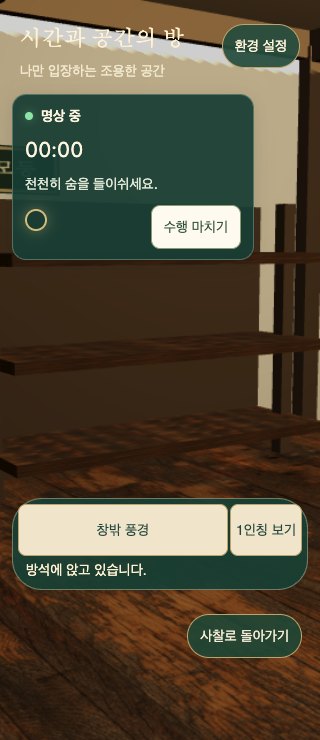 시간과 공간의 방
환경 설정
나만 입장하는 조용한 공간
명상 중
00:00
천천히 숨을 들이쉬세요.
수행 마치기
창밖 풍경
1인칭 보기
방석에 앉고 있습니다.
사찰로 돌아가기